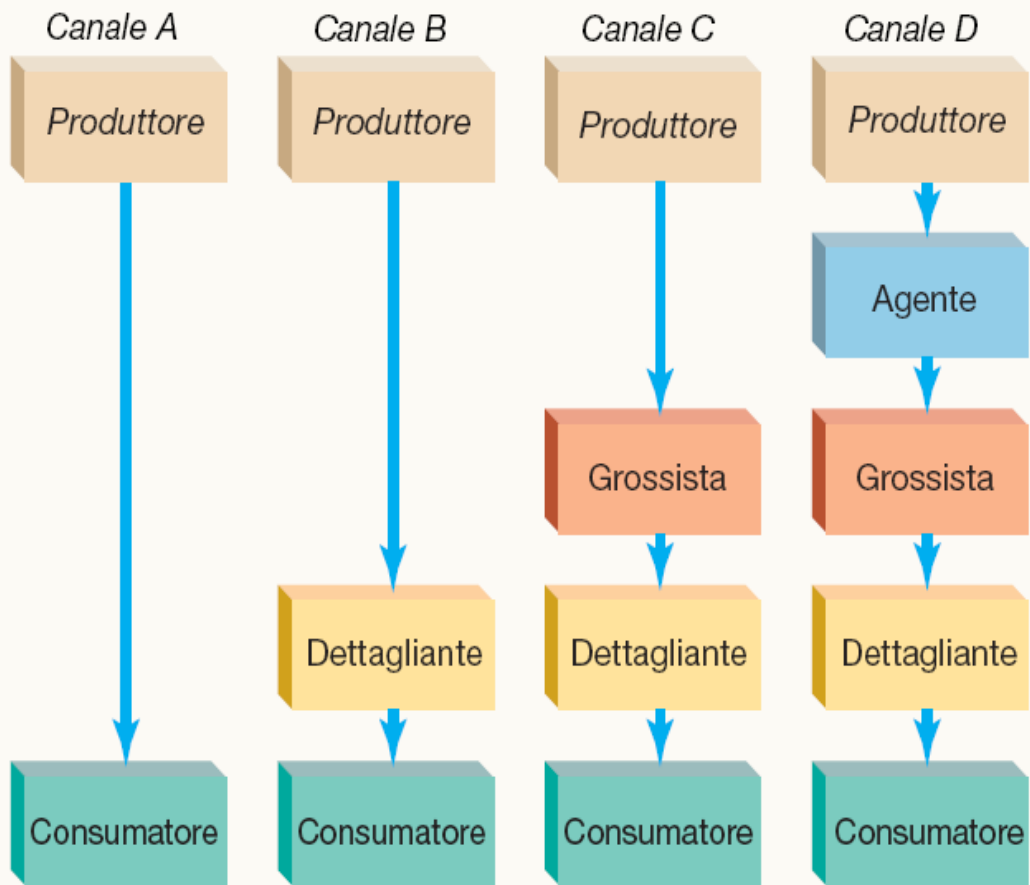 Canale A
Canale B
Canale C
Canale D
Produttore
Produttore
Produttore
Produttore
Agente
Grossista
Grossista
Dettagliante
Dettagliante
Dettagliante
Consumatore
Consumatore
Consumatore
Consumatore